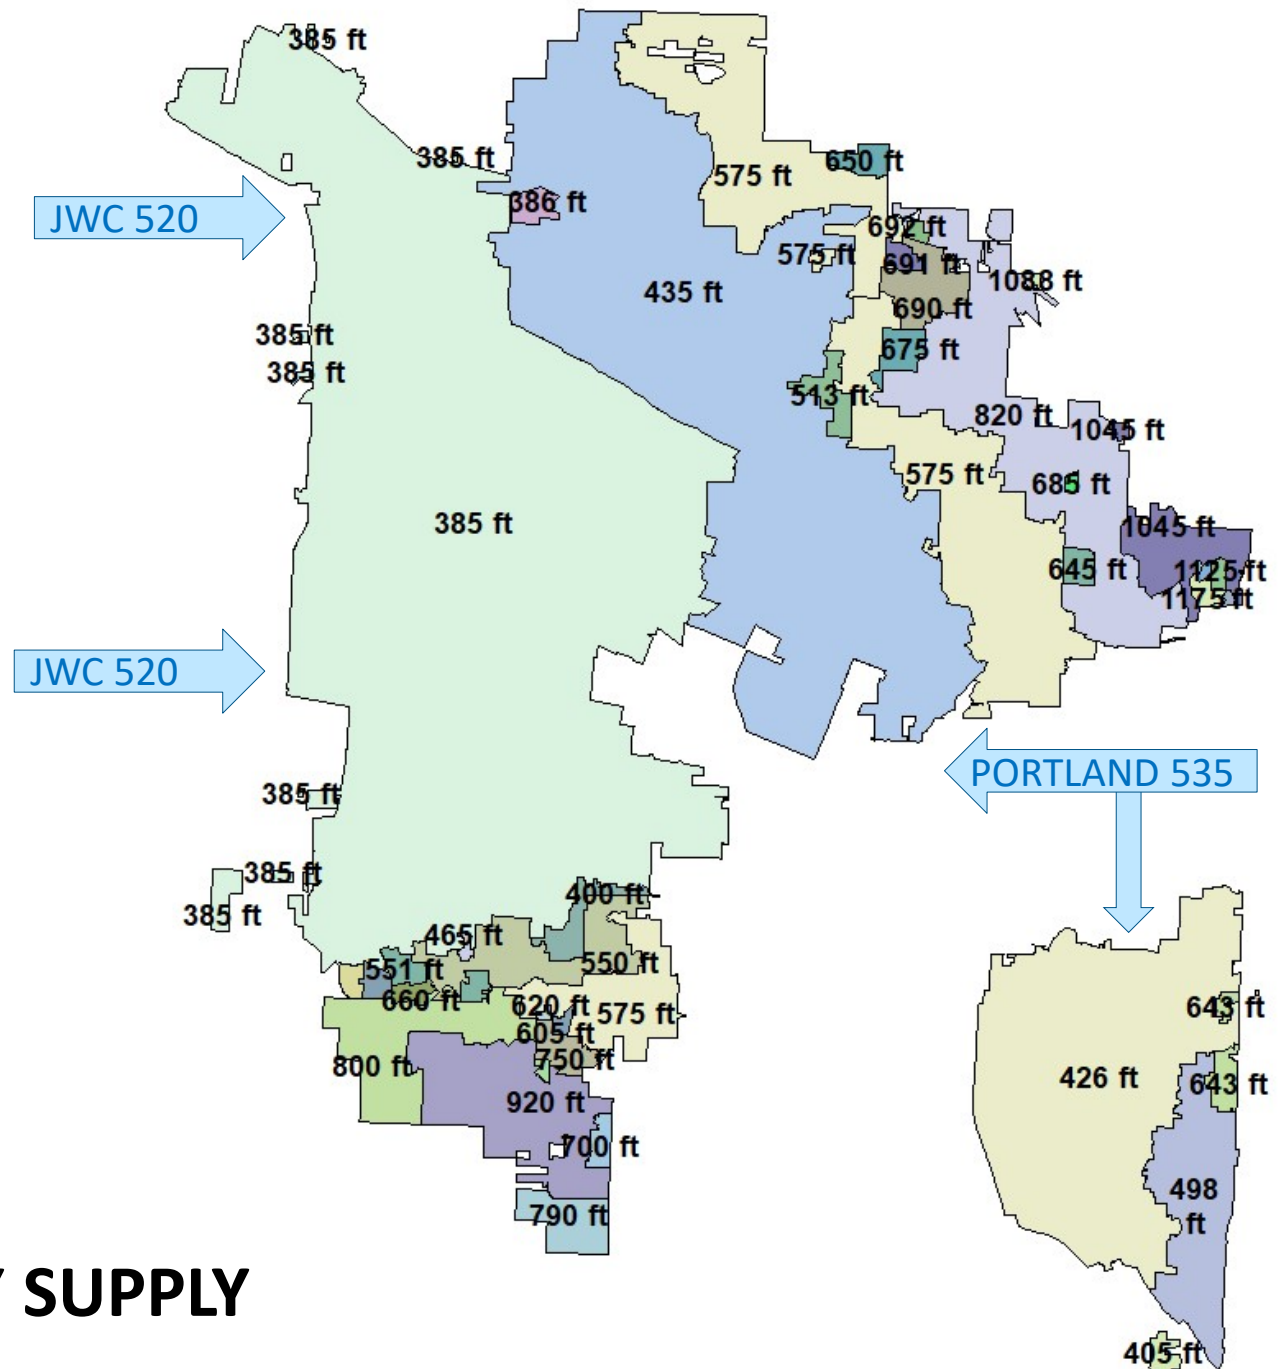 385 ft
385 ft
650 ft
575 ft
386 ft
JWC 520
692 ft
575 ft
691 ft
1088 ft
435 ft
690 ft
385 ft
675 ft
385 ft
513 ft
820 ft
1045 ft
575 ft
685 ft
385 ft
1045 ft
645 ft
1125 ft
1175 ft
JWC 520
PORTLAND 535
385 ft
385 ft
400 ft
385 ft
465 ft
550 ft
551 ft
660 ft
620 ft
575 ft
643 ft
605 ft
750 ft
800 ft
426 ft
643 ft
920 ft
700 ft
498
ft
790 ft
SUPPLY
405 ft